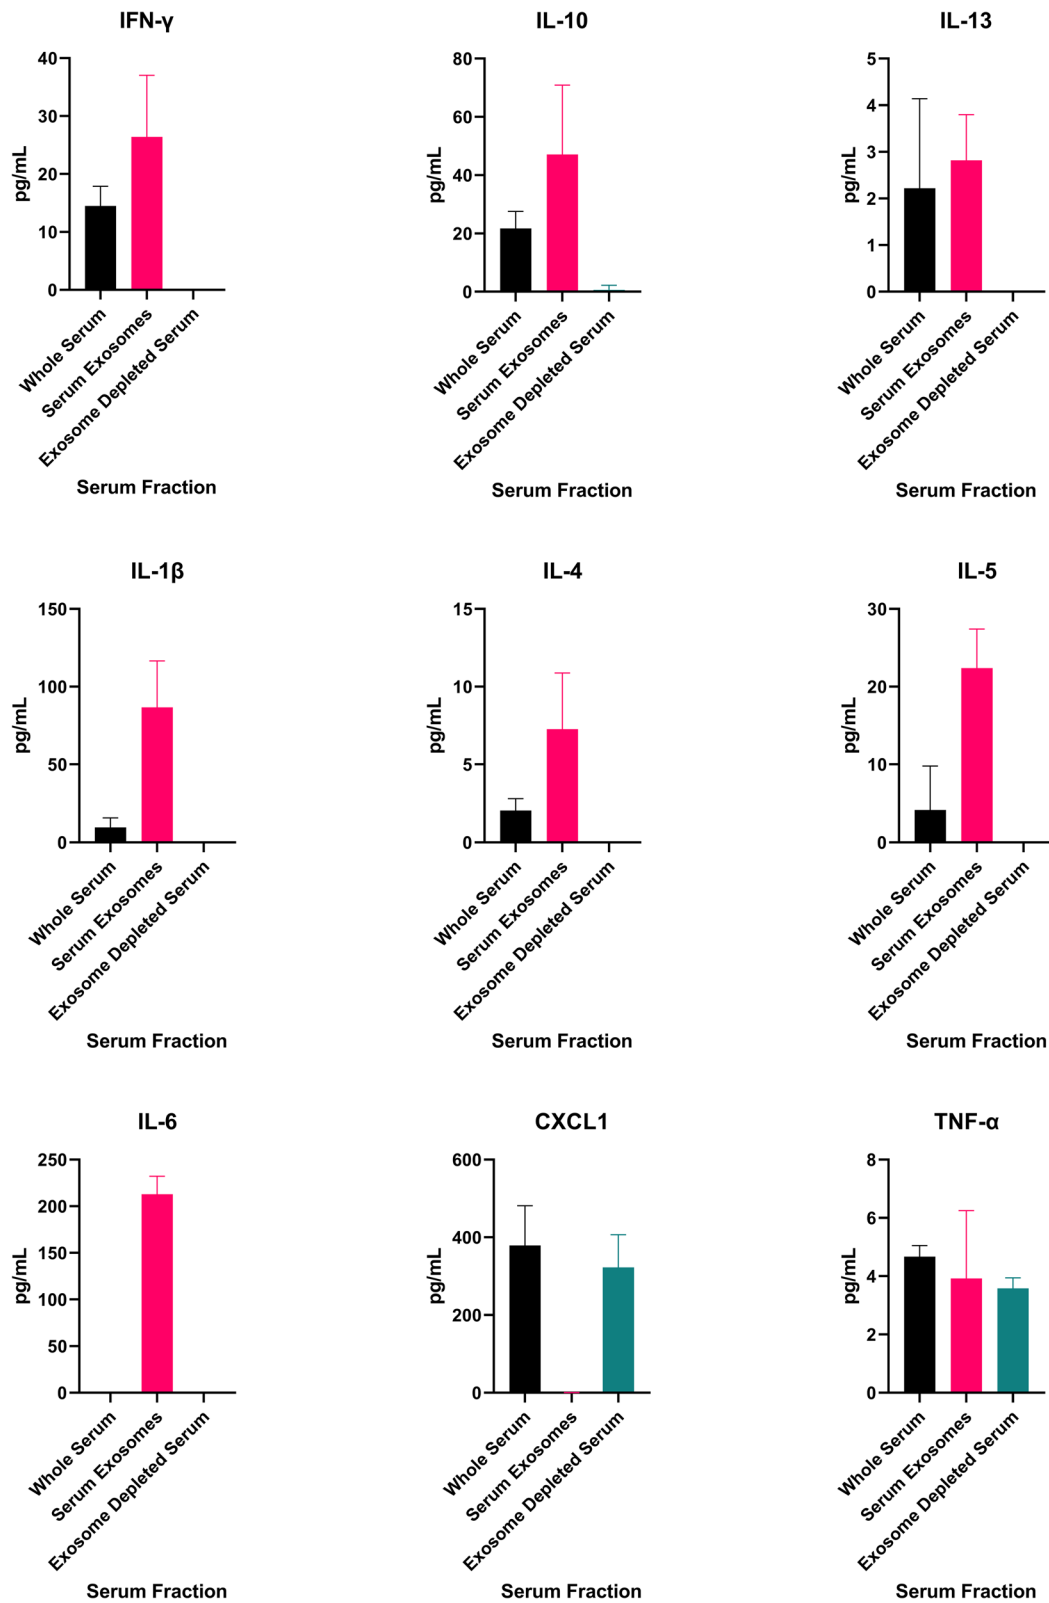 IFN-γ
40
30
20
10
0
pg/mL
Whole Serum
Serum Exosomes
Exosome Depleted Serum
Serum Fraction
IL-10
80
60
40
20
0
pg/mL
Whole Serum
Serum Exosomes
Exosome Depleted Serum
Serum Fraction
IL-13
5
4
3
2
1
0
pg/mL
Whole Serum
Serum Exosomes
Exosome Depleted Serum
Serum Fraction
IL-1β
150
100
50
0
pg/mL
Whole Serum
Serum Exosomes
Exosome Depleted Serum
Serum Fraction
IL-4
15
10
5
0
pg/mL
Whole Serum
Serum Exosomes
Exosome Depleted Serum
Serum Fraction
IL-5
30
20
10
0
pg/mL
Whole Serum
Serum Exosomes
Exosome Depleted Serum
Serum Fraction
IL-6
250
200
150
100
50
0
pg/mL
Whole Serum
Serum Exosomes
Exosome Depleted Serum
Serum Fraction
CXCL1
600
400
200
0
pg/mL
Whole Serum
Serum Exosomes
Exosome Depleted Serum
Serum Fraction
TNF-α
8
6
4
2
0
pg/mL
Whole Serum
Serum Exosomes
Exosome Depleted Serum
Serum Fraction